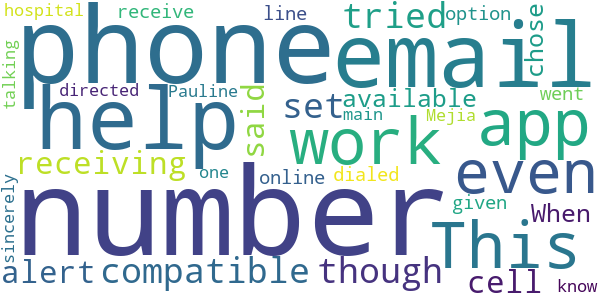 hospital receive line tried option chose
phone email
talking directed Pauline said set available went
help work main Mejia app
receiving one online dialed even
sincerely number given When
This
alert compatible though cell know